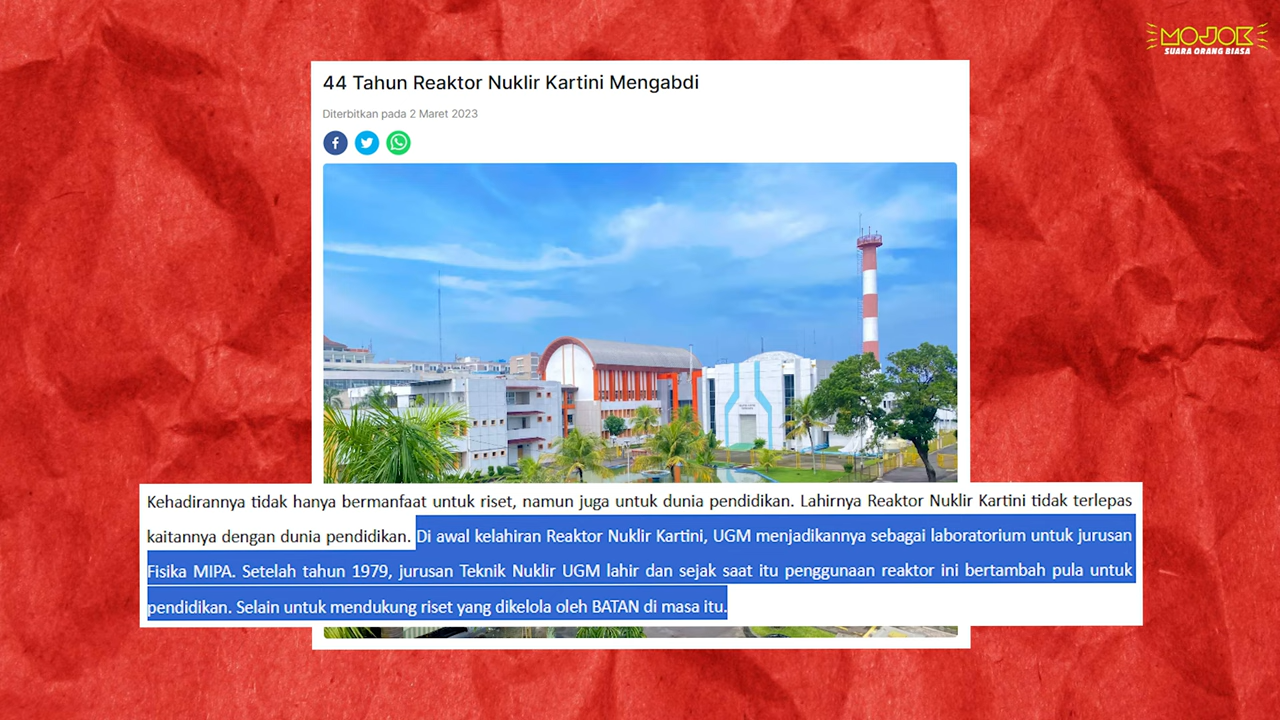 MOJOK
SUARA ORANG BIASA
44 Tahun Reaktor Nuklir Kartini Mengabdi
Diterbitkan pada 2 Maret 2023
Kehadirannya tidak hanya bermanfaat untuk riset, namun juga untuk dunia pendidikan. Lahirnya Reaktor Nuklir Kartini tidak terlepas
kaitannya dengan dunia pendidikan. Di awal kelahiran Reaktor Nuklir Kartini, UGM menjadikannya sebagai laboratorium untuk jurusan
Fisika MIPA. Setelah tahun 1979, jurusan Teknik Nuklir UGM lahir dan sejak saat itu penggunaan reaktor ini bertambah pula untuk
pendidikan. Selain untuk mendukung riset yang dikelola oleh BATAN di masa itu.